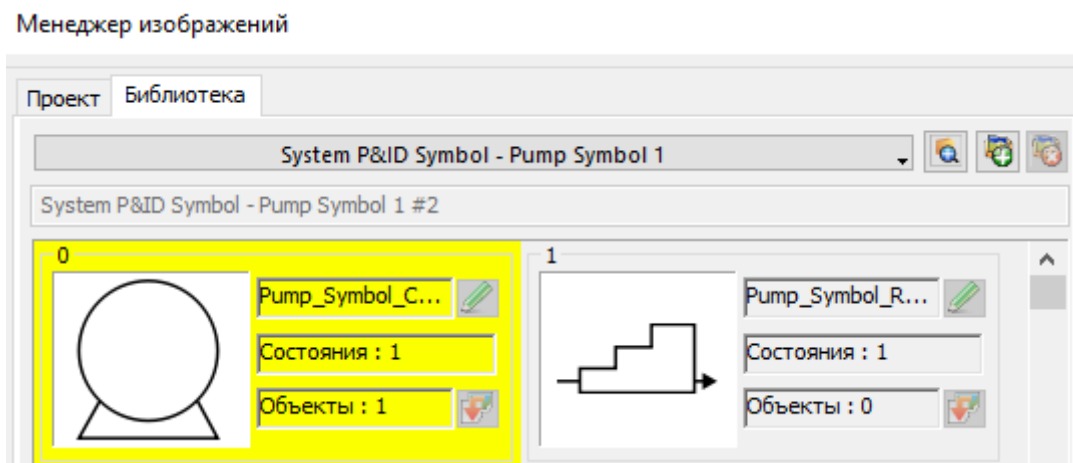 Менеджер изображений
Проект Библиотека
System P&ID Symbol - Pump Symbol 1
System P&ID Symbol - Pump Symbol 1 #2
0 1
Pump_Symbol_C... Pump_Symbol_R...
Состояния : 1 Состояния : 1
Объекты : 1 Объекты : 0